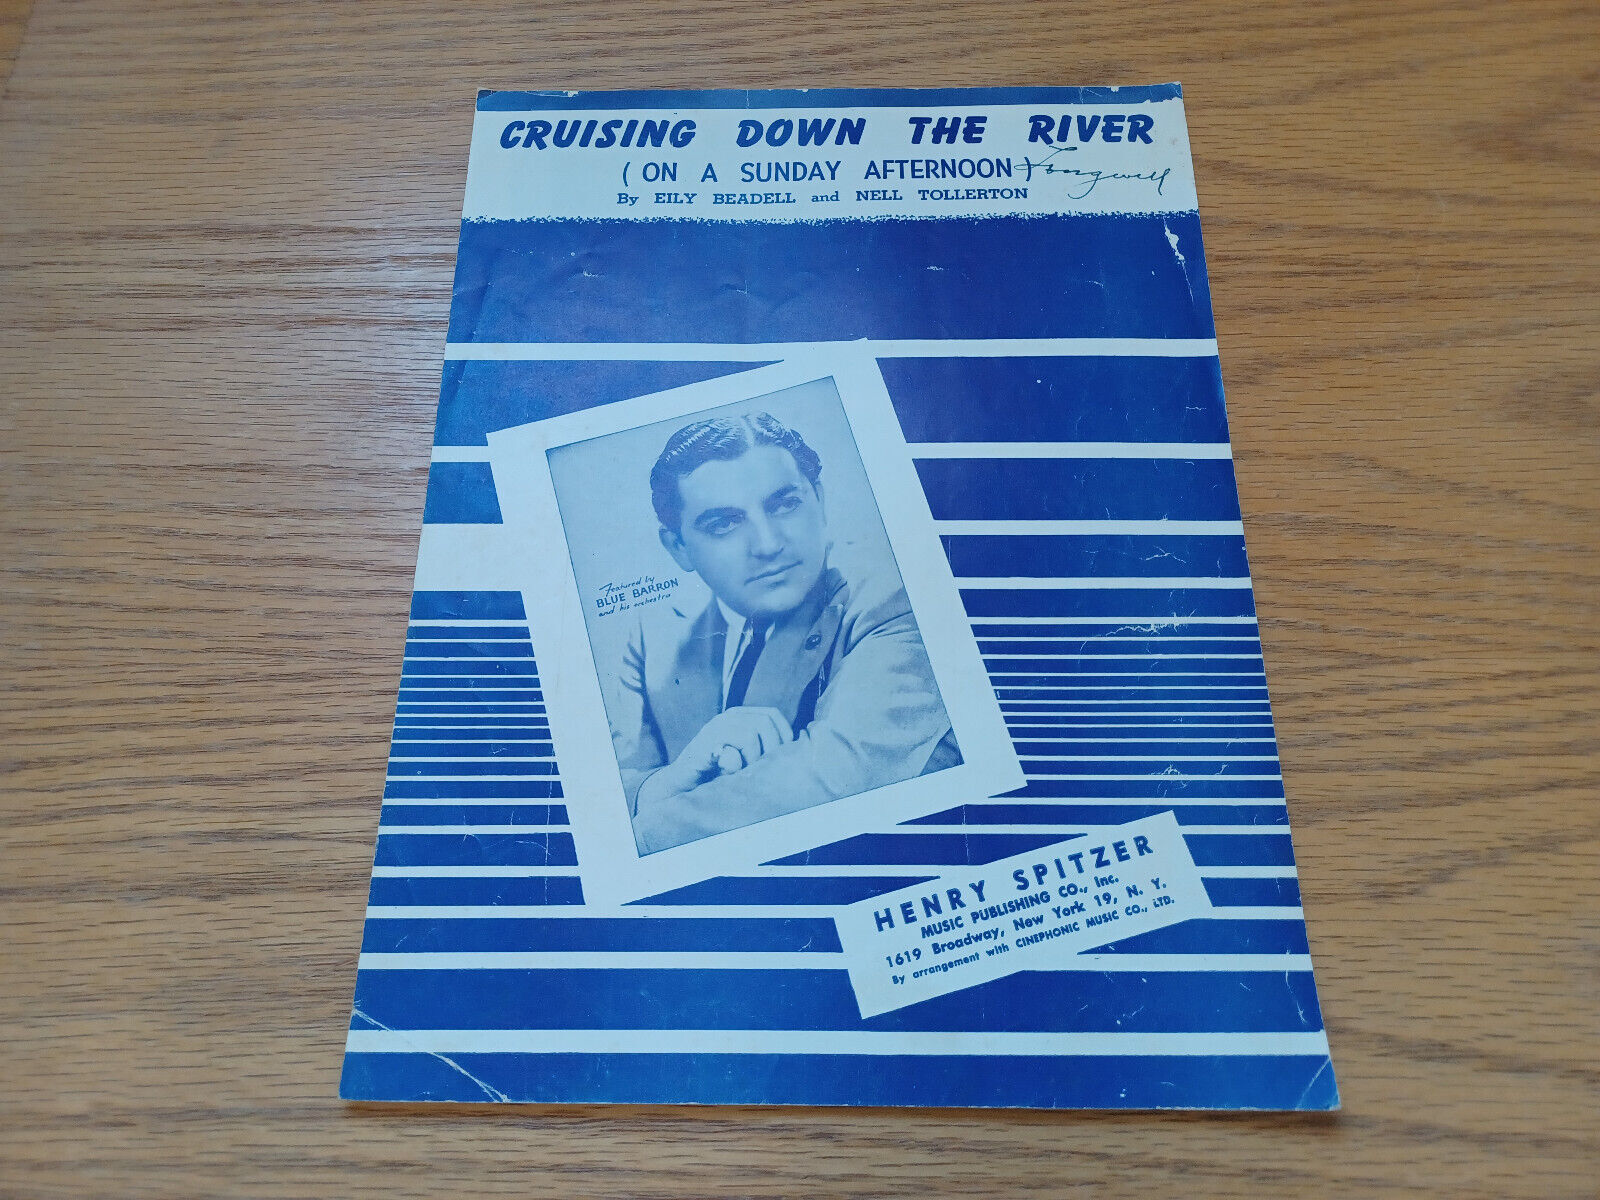 CRUISING DOWN THE RIVER
(ON A SUNDAY AFTERNOON) Longwell
By EILY BEADELL and NELL TOLLERTON
Featured by
BLUE BARRON
and his orchestra
HENRY SPITZER
MUSIC PUBLISHING CO., Inc.
1619 Broadway, New York 19, N. Y.
By arrangement with CINEPHONIC MUSIC CO., LTD.